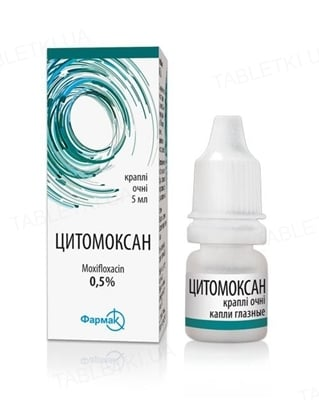 краплі
очні
5 мл
ЦИТОМОКСАН
Moxifloxacin
0,5%
Фармак
ЦИТОМОКСАН
краплі очні
капли глазные
TABLETKI.UA